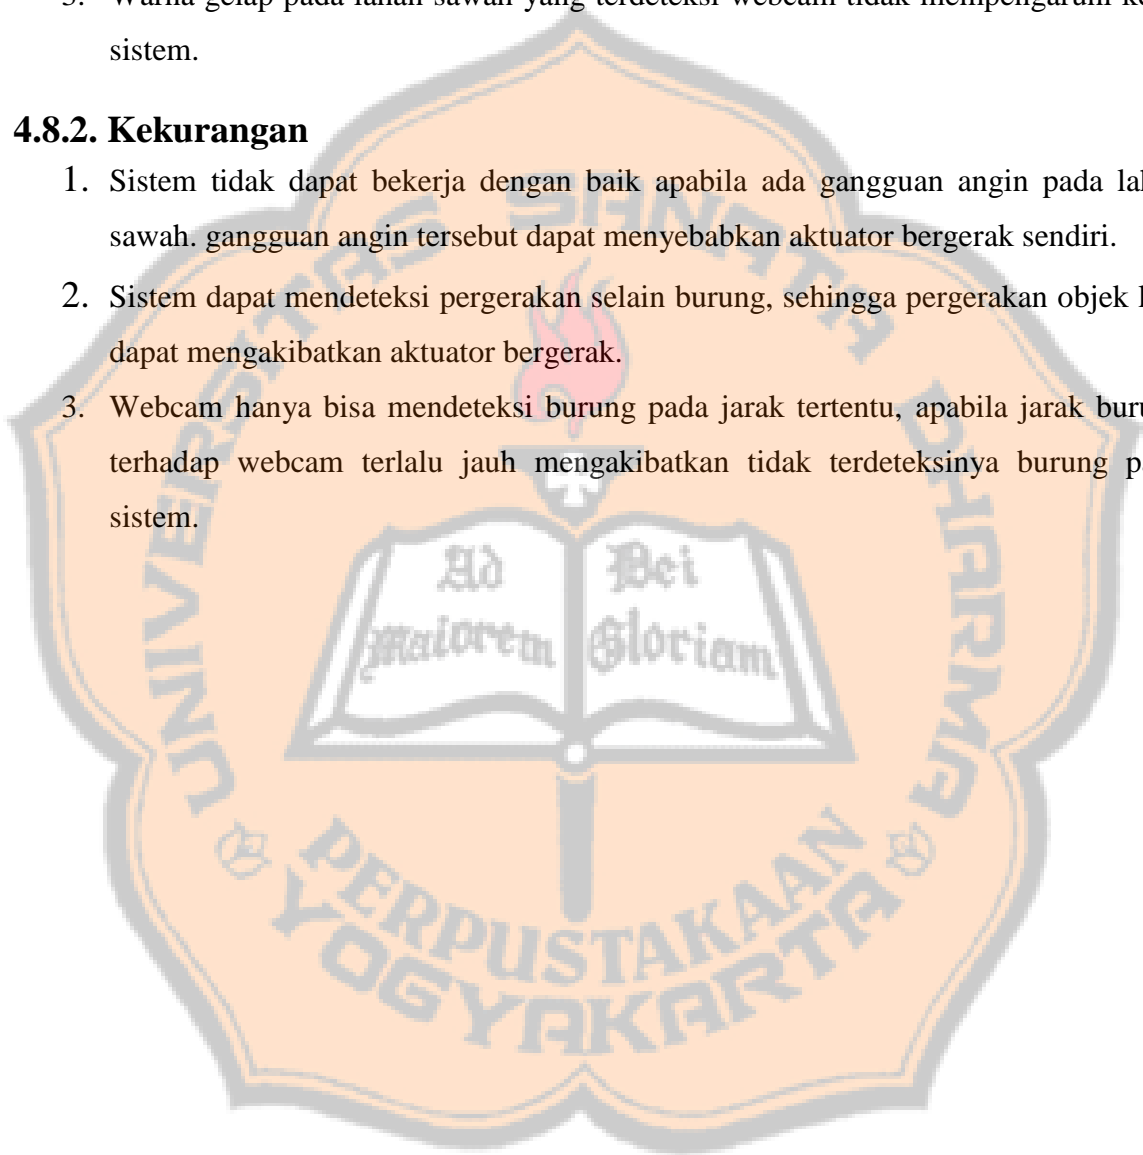 sistem.
4.8.2. Kekurangan
1. Sistem tidak dapat bekerja dengan baik apabila ada gangguan angin pada
sawah. gangguan angin tersebut dapat menyebabkan aktuator bergerak sendiri.
2. Sistem dapat mendeteksi pergerakan selain burung, sehingga pergerakan objek
dapat mengakibatkan aktuator bergerak.
3. Webcam hanya bisa mendeteksi burung pada jarak tertentu, apabila jarak
terhadap webcam terlalu jauh mengakibatkan tidak terdeteksinya burung
sistem.
UNIVERSITAS SANATA DHARMA
Ad Dei
Maiorem Gloriam
PERPUSTAKAAN
YOGYAKARTA